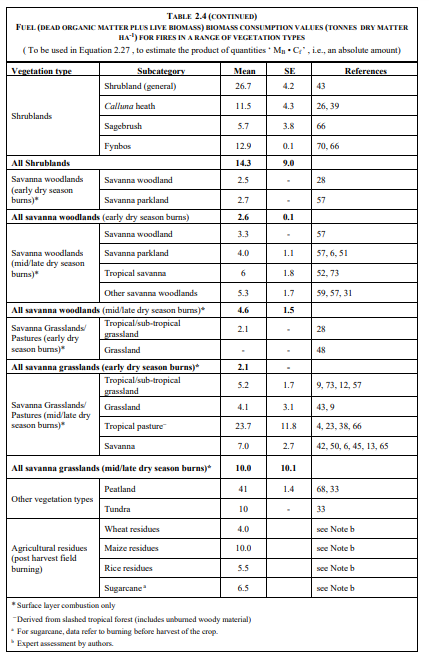 TABLE 2.4 (CONTINUED)
FUEL (DEAD ORGANIC MATTER PLUS LIVE BIOMASS) BIOMASS CONSUMPTION VALUES (TONNES DRY MATTER
HA-1) FOR FIRES IN A RANGE OF VEGETATION TYPES
( To be used in Equation 2.27 , to estimate the product of quantities ‘ MB • Cf ’ , i.e., an absolute amount)
Vegetation type Subcategory Mean SE References
Shrublands
Shrubland (general) 26.7 4.2 43
Calluna heath 11.5 4.3 26, 39
Sagebrush 5.7 3.8 66
Fynbos 12.9 0.1 70, 66
All Shrublands 14.3 9.0
Savanna woodlands
(early dry season
burns)*
Savanna woodland 2.5 - 28
Savanna parkland 2.7 - 57
All savanna woodlands (early dry season burns) 2.6 0.1
Savanna woodlands
(mid/late dry season
burns)*
Savanna woodland 3.3 - 57
Savanna parkland 4.0 1.1 57, 6, 51
Tropical savanna 6 1.8 52, 73
Other savanna woodlands 5.3 1.7 59, 57, 31
All savanna woodlands (mid/late dry season burns)* 4.6 1.5
Savanna Grasslands/
Pastures (early dry
season burns)*
Tropical/sub-tropical
grassland 2.1 - 28
Grassland - - 48
All savanna grasslands (early dry season burns)* 2.1 -
Savanna Grasslands/
Pastures (mid/late dry
season burns)*
Tropical/sub-tropical
grassland 5.2 1.7 9, 73, 12, 57
Grassland 4.1 3.1 43, 9
Tropical pasture~ 23.7 11.8 4, 23, 38, 66
Savanna 7.0 2.7 42, 50, 6, 45, 13, 65
All savanna grasslands (mid/late dry season burns)* 10.0 10.1
Other vegetation types
Peatland 41 1.4 68, 33
Tundra 10 - 33
Agricultural residues
(post harvest field
burning)
Wheat residues 4.0 see Note b
Maize residues 10.0 see Note b
Rice residues 5.5 see Note b
Sugarcane a 6.5 see Note b
* Surface layer combustion only
~ Derived from slashed tropical forest (includes unburned woody material)
a For sugarcane, data refer to burning before harvest of the crop.
b Expert assessment by authors.